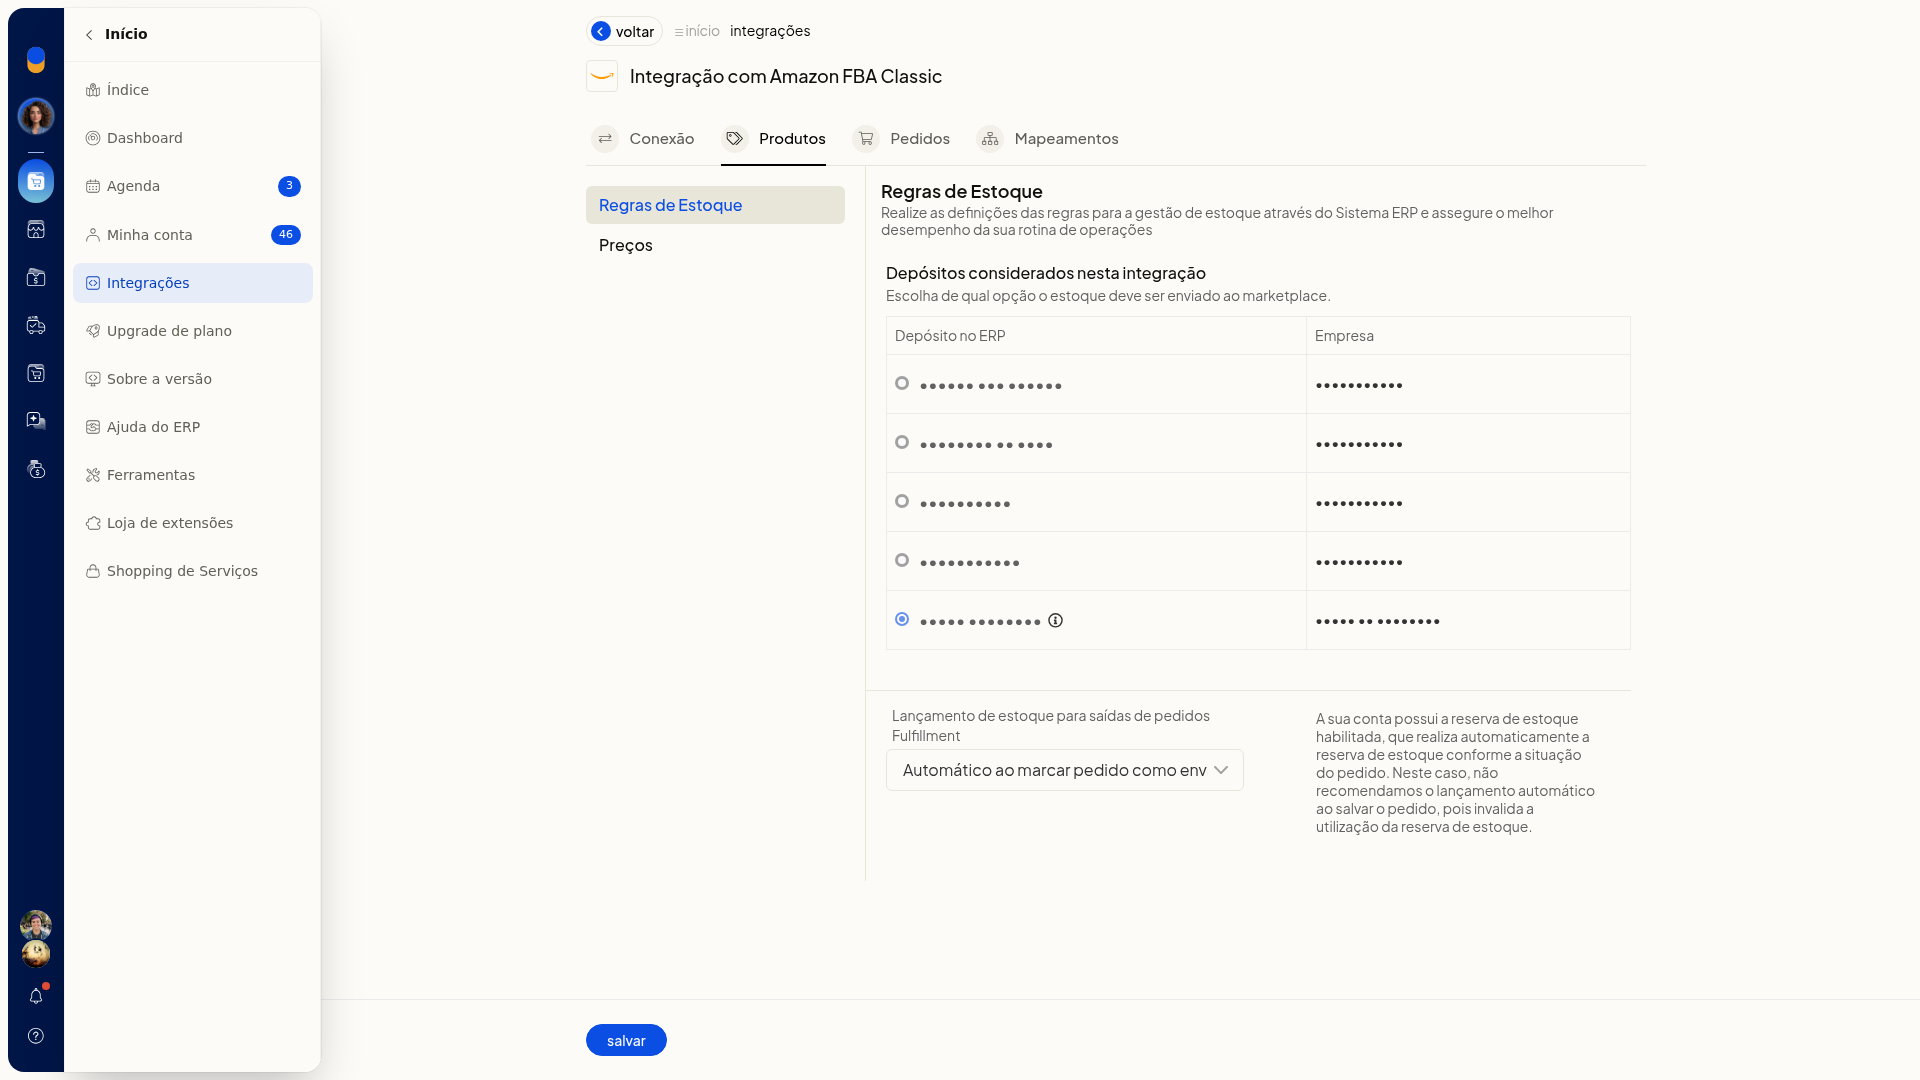 Início
Índice
Dashboard
Agenda
3
Minha conta
46
Integrações
Upgrade de plano
Sobre a versão
Ajuda do ERP
Ferramentas
Loja de extensões
Shopping de Serviços
voltar
início
integrações
Integração com Amazon FBA Classic
Conexão
Produtos
Pedidos
Mapeamentos
Regras de Estoque
Preços
Regras de Estoque
Realize as definições das regras para a gestão de estoque através do Sistema ERP e assegure o melhor
desempenho da sua rotina de operações
Depósitos considerados nesta integração
Escolha de qual opção o estoque deve ser enviado ao marketplace.
Depósito no ERP
Empresa
•••••• ••• ••••••
•••••••••••
•••••••• •• ••••
•••••••••••
••••••••••
•••••••••••
•••••••••••
•••••••••••
••••• ••••••••
••••• •• ••••••••
Lançamento de estoque para saídas de pedidos
Fulfillment
Automático ao marcar pedido como env
A sua conta possui a reserva de estoque
habilitada, que realiza automaticamente a
reserva de estoque conforme a situação
do pedido. Neste caso, não
recomendamos o lançamento automático
ao salvar o pedido, pois invalida a
utilização da reserva de estoque.
salvar